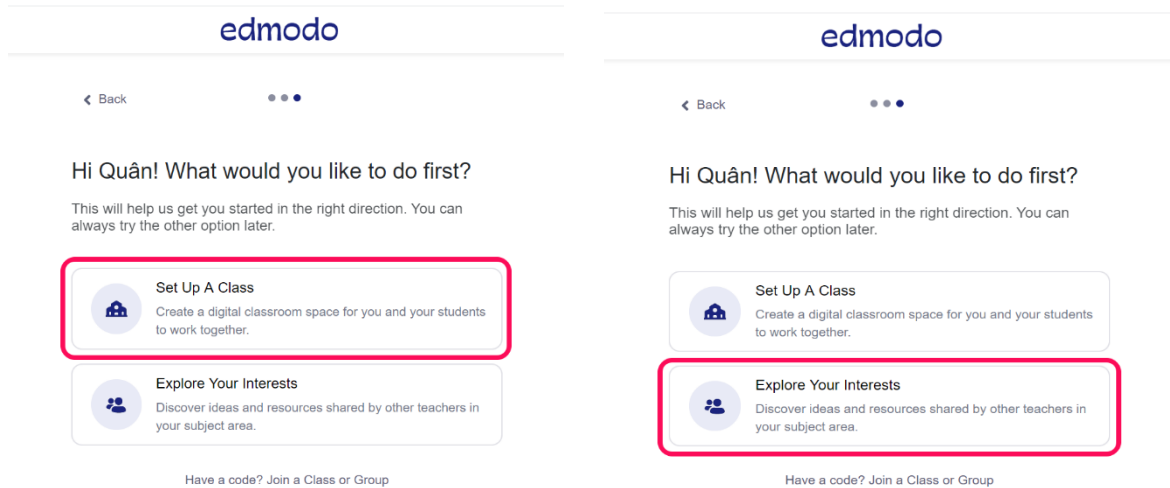 edmodo
Back
Hi Quân! What would you like to do first?
This will help us get you started in the right direction. You can
always try the other option later.
Set Up A Class
Create a digital classroom space for you and your students
to work together.
Explore Your Interests
Discover ideas and resources shared by other teachers in
your subject area.
Have a code? Join a Class or Group
edmodo
Back
Hi Quân! What would you like to do first?
This will help us get you started in the right direction. You can
always try the other option later.
Set Up A Class
Create a digital classroom space for you and your students
to work together.
Explore Your Interests
Discover ideas and resources shared by other teachers in
your subject area.
Have a code? Join a Class or Group